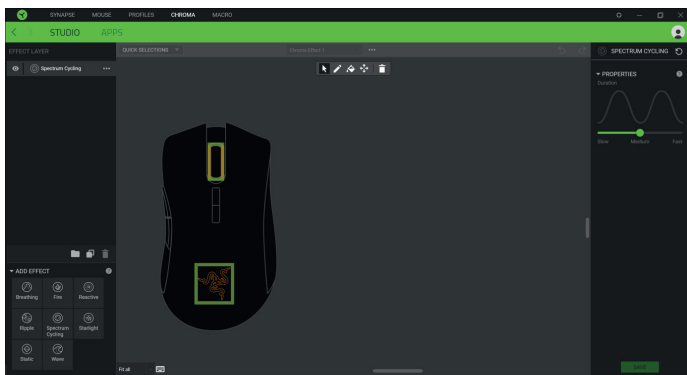 SYNAPSE MOUSE PROFILES CHROMA MACRO
STUDIO APPS
EFFECT LAYER
QUICK SELECTIONS
Chroma Effect 1
SPECTRUM CYCLING
Spectrum Cycling
PROPERTIES
Duration
Slow Medium Fast
ADD EFFECT
Breathing Fire Reactive
Ripple Spectrum Cycling Starlight
Static Wave
Fit all
SAVE